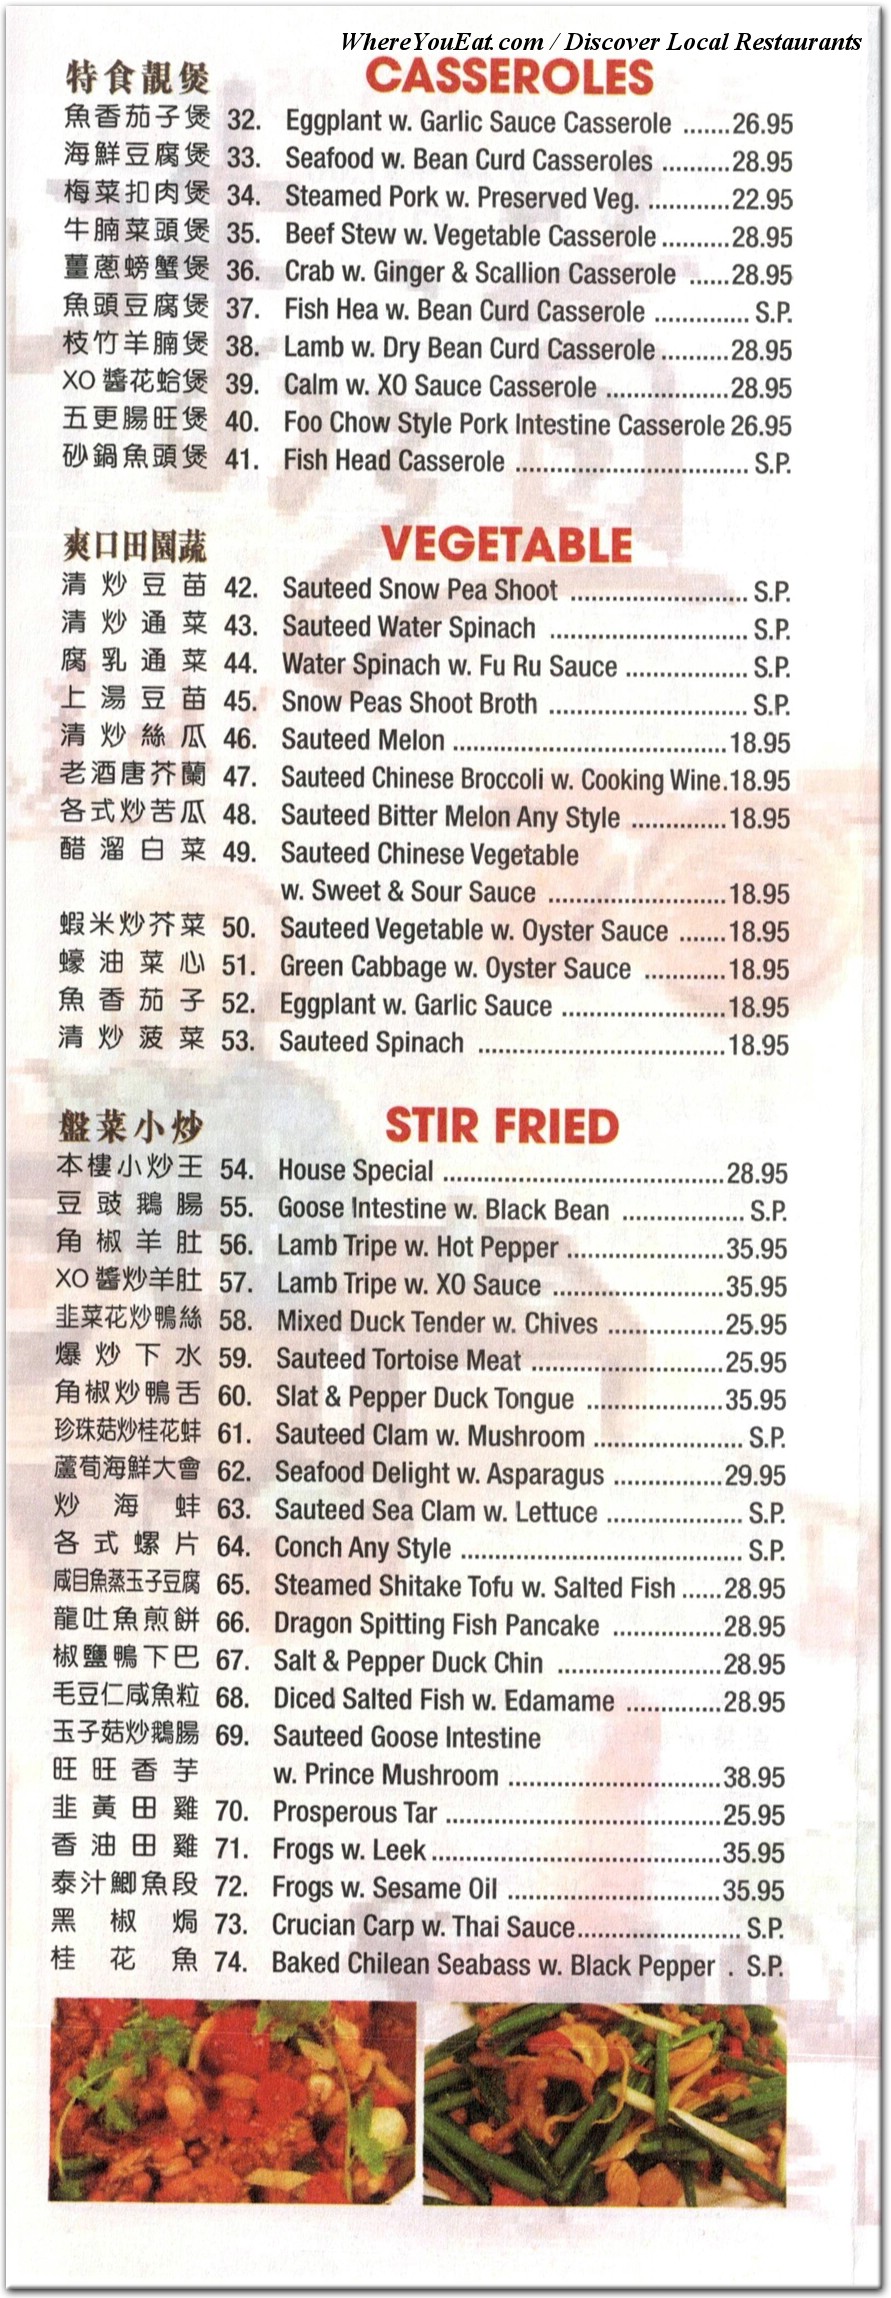 WhereYouEat.com / Discover Local Restaurants
特食靚煲 CASSEROLES
魚香茄子煲 32. Eggplant w. Garlic Sauce Casserole .......26.95
海鮮豆腐煲 33. Seafood w. Bean Curd Casseroles ..........28.95
梅菜扣肉煲 34. Steamed Pork w. Preserved Veg. ............22.95
牛腩菜頭煲 35. Beef Stew w. Vegetable Casserole..........28.95
薑蔥螃蟹煲 36. Crab w. Ginger & Scallion Casserole ......28.95
魚頭豆腐煲 37. Fish Hea w. Bean Curd Casserole .............. S.P.
枝竹羊腩煲 38. Lamb w. Dry Bean Curd Casserole..........28.95
XO醬花蛤煲 39. Calm w. XO Sauce Casserole ..................28.95
五更腸旺煲 40. Foo Chow Style Pork Intestine Casserole 26.95
砂鍋魚頭煲 41. Fish Head Casserole .................................. S.P.
爽口田園蔬 VEGETABLE
清炒豆苗 42. Sauteed Snow Pea Shoot .......................... S.P.
清炒通菜 43. Sauteed Water Spinach ............................. S.P.
腐乳通菜 44. Water Spinach w. Fu Ru Sauce .................. S.P.
上湯豆苗 45. Snow Peas Shoot Broth ............................. S.P.
清炒絲瓜 46. Sauteed Melon ........................................18.95
老酒唐芥蘭 47. Sauteed Chinese Broccoli w. Cooking Wine.18.95
各式炒苦瓜 48. Sauteed Bitter Melon Any Style ..............18.95
醋溜白菜 49. Sauteed Chinese Vegetable
w. Sweet & Sour Sauce ..........................18.95
蝦米炒芥菜 50. Sauteed Vegetable w. Oyster Sauce .......18.95
蠔油菜心 51. Green Cabbage w. Oyster Sauce ............18.95
魚香茄子 52. Eggplant w. Garlic Sauce ........................18.95
清炒菠菜 53. Sauteed Spinach ....................................18.95
盤菜小炒 STIR FRIED
本樓小炒王 54. House Special .........................................28.95
豆豉鵝腸 55. Goose Intestine w. Black Bean .................. S.P.
角椒羊肚 56. Lamb Tripe w. Hot Pepper .......................35.95
XO醬炒羊肚 57. Lamb Tripe w. XO Sauce .........................35.95
韭菜花炒鴨絲 58. Mixed Duck Tender w. Chives .................25.95
爆炒下水 59. Sauteed Tortoise Meat ............................25.95
角椒炒鴨舌 60. Slat & Pepper Duck Tongue ....................35.95
珍珠菇炒桂花蚌 61. Sauteed Clam w. Mushroom ...................... S.P.
蘆荀海鮮大會 62. Seafood Delight w. Asparagus ................29.95
炒海蚌 63. Sauteed Sea Clam w. Lettuce .................... S.P.
各式螺片 64. Conch Any Style ......................................... S.P.
咸目魚蒸玉子豆腐 65. Steamed Shitake Tofu w. Salted Fish ......28.95
龍吐魚煎餅 66. Dragon Spitting Fish Pancake ................28.95
椒鹽鴨下巴 67. Salt & Pepper Duck Chin ........................28.95
毛豆仁咸魚粒 68. Diced Salted Fish w. Edamame ..............28.95
玉子菇炒鵝腸 69. Sauteed Goose Intestine
旺旺香芋 w. Prince Mushroom ...............................38.95
韭黃田雞 70. Prosperous Tar ........................................25.95
香油田雞 71. Frogs w. Leek..........................................35.95
泰汁鯽魚段 72. Frogs w. Sesame Oil ...............................35.95
黑椒焗 73. Crucian Carp w. Thai Sauce........................ S.P.
桂花魚 74. Baked Chilean Seabass w. Black Pepper . S.P.